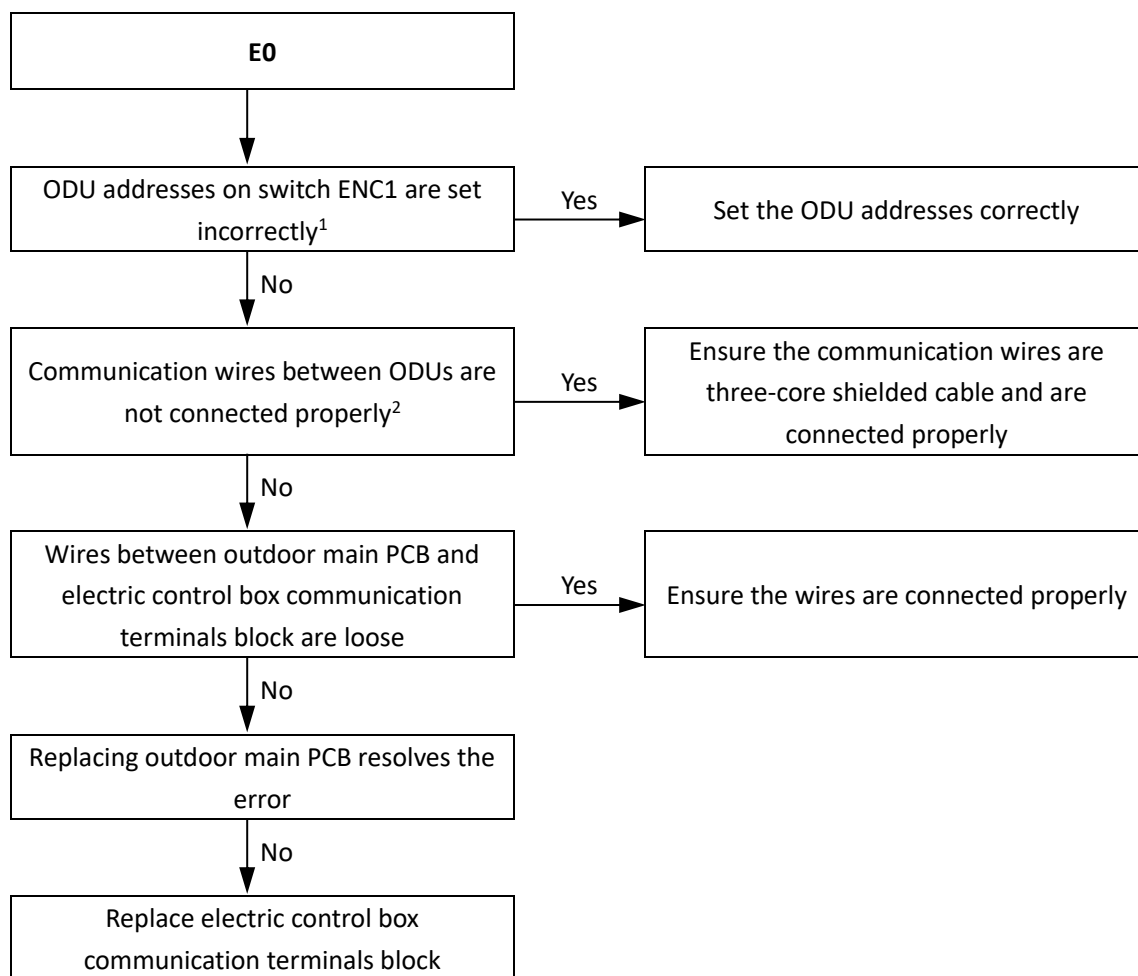 E0
ODU addresses on switch ENC1 are set
incorrectly1
Yes
Set the ODU addresses correctly
No
Communication wires between ODUs are
not connected properly2
Yes
Ensure the communication wires are
three-core shielded cable and are
connected properly
No
Wires between outdoor main PCB and
electric control box communication
terminals block are loose
Yes
Ensure the wires are connected properly
No
Replacing outdoor main PCB resolves the
error
No
Replace electric control box
communication terminals block